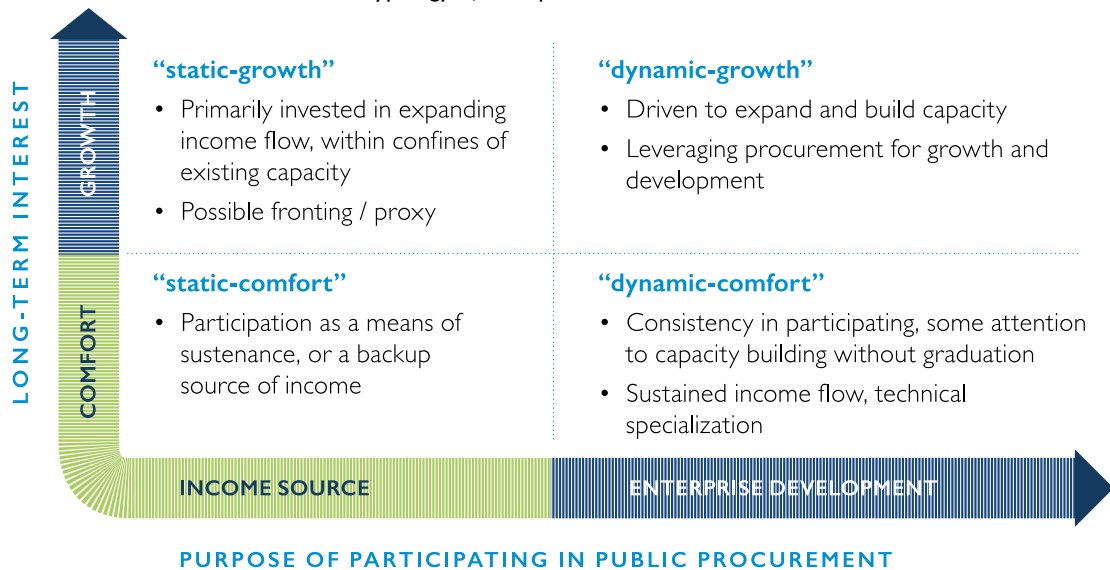 LONG-TERM INTEREST
GROWTH
COMFORT
“static-growth”
• Primarily invested in expanding
income flow, within confines of
existing capacity
• Possible fronting / proxy
“dynamic-growth”
• Driven to expand and build capacity
• Leveraging procurement for growth and
development
“static-comfort”
• Participation as a means of
sustenance, or a backup
source of income
“dynamic-comfort”
• Consistency in participating, some attention
to capacity building without graduation
• Sustained income flow, technical
specialization
INCOME SOURCE
ENTERPRISE DEVELOPMENT
PURPOSE OF PARTICIPATING IN PUBLIC PROCUREMENT